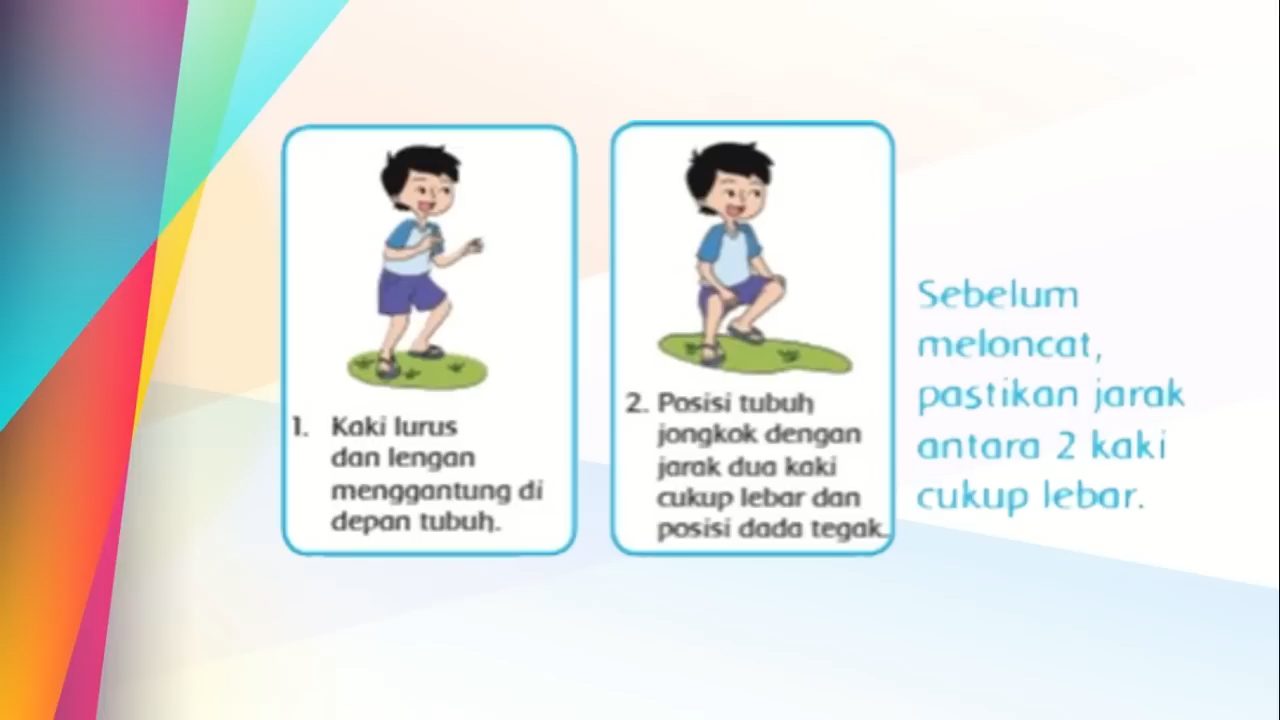 1. Kaki lurus
dan lengan
menggantung di
depan tubuh.
2. Posisi tubuh
jongkok dengan
jarak dua kaki
cukup lebar dan
posisi dada tegak.
Sebelum
meloncat,
pastikan jarak
antara 2 kaki
cukup lebar.